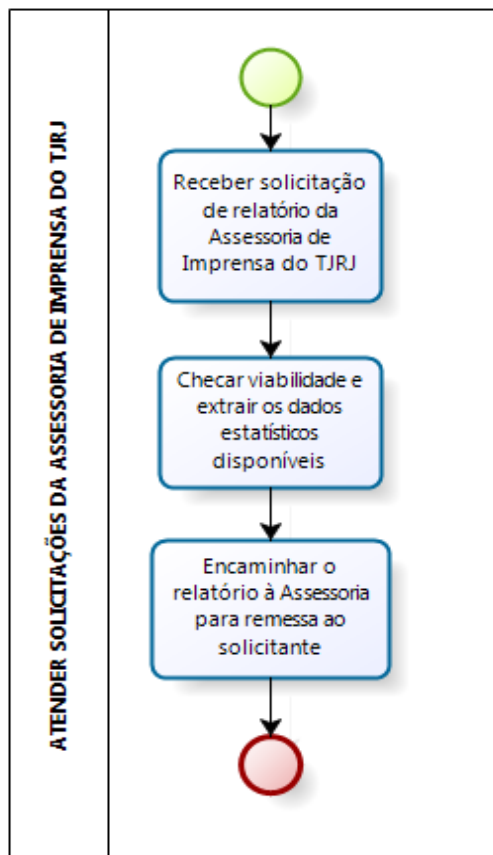 ATENDER SOLICITAÇÕES DA ASSESSORIA DE IMPRENSA DO TJRJ
Receber solicitação
de relatório da
Assessoria de
Imprensa do TJRJ
Checar viabilidade e
extrair os dados
estatísticos
disponíveis
Encaminhar o
relatório à Assessoria
para remessa ao
solicitante